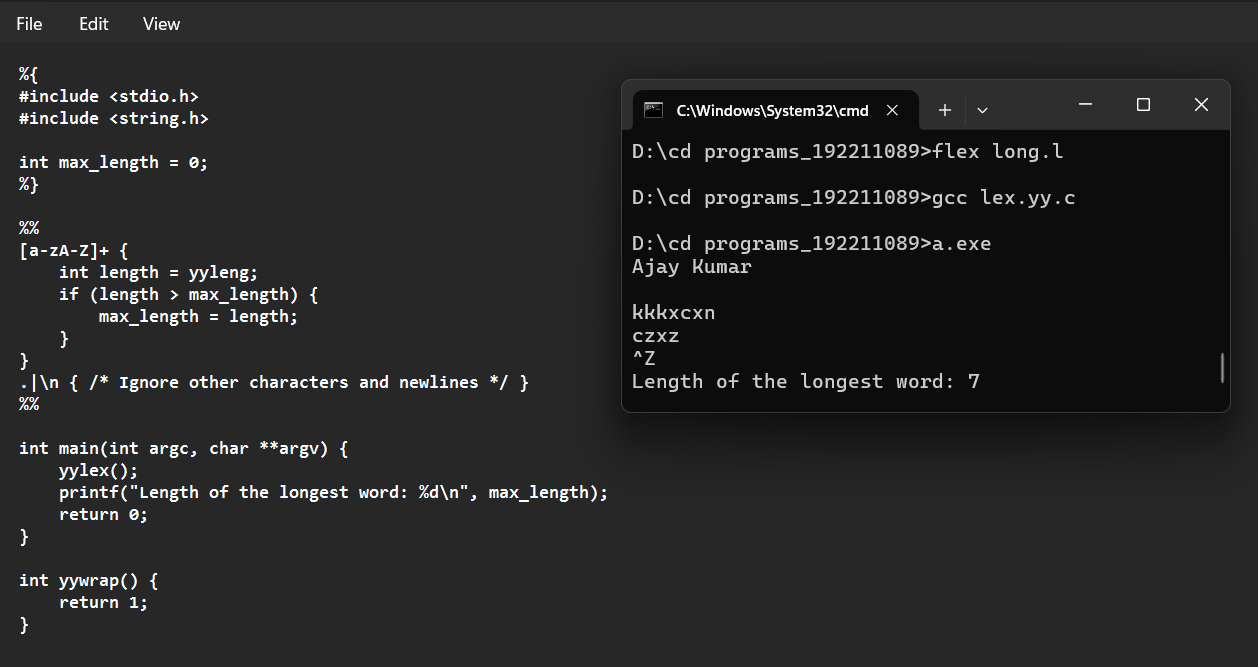 File Edit View
%{
#include <stdio.h>
#include <string.h>

int max_length = 0;
%}

%%
[a-zA-Z]+ {
    int length = yyleng;
    if (length > max_length) {
        max_length = length;
    }
}
.|\n { /* Ignore other characters and newlines */ }
%%

int main(int argc, char **argv) {
    yylex();
    printf("Length of the longest word: %d\n", max_length);
    return 0;
}

int yywrap() {
    return 1;
}
C:\Windows\System32\cmd
D:\cd programs_192211089>flex long.l

D:\cd programs_192211089>gcc lex.yy.c

D:\cd programs_192211089>a.exe
Ajay Kumar

kkkxcxn
czxz
^Z
Length of the longest word: 7